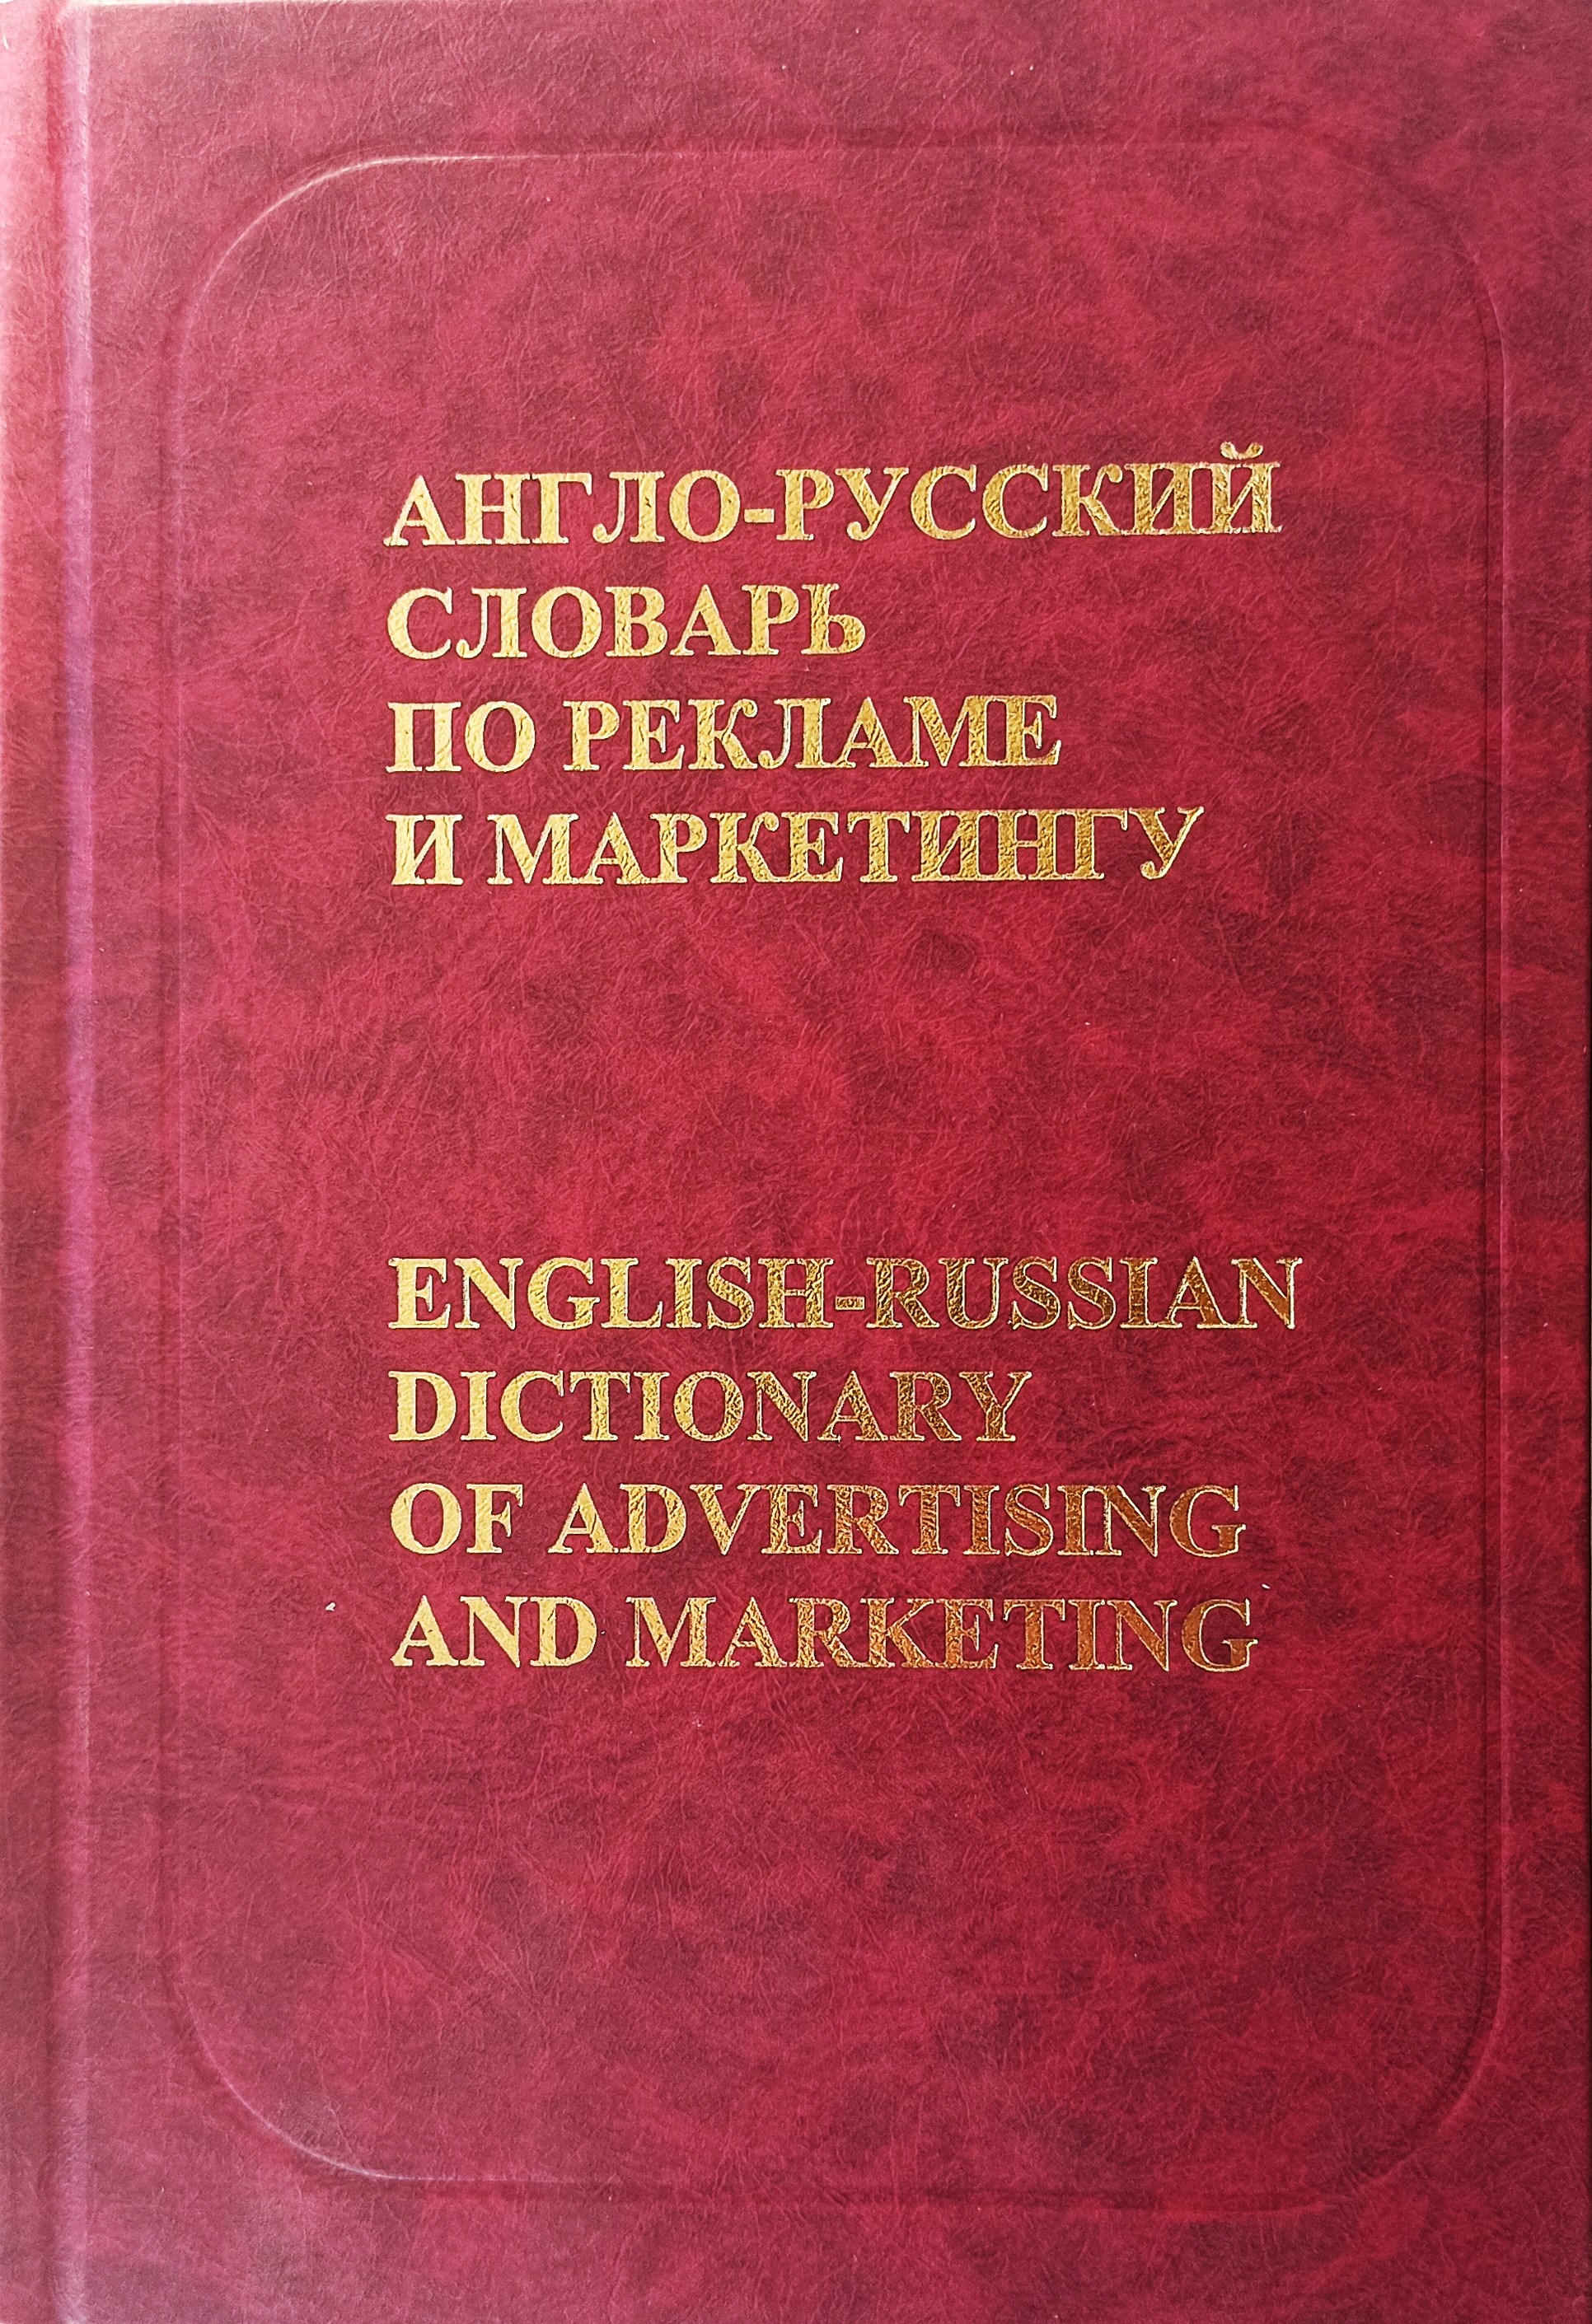 АНГЛО-РУССКИЙ
СЛОВАРЬ
ПО РЕКЛАМЕ
И МАРКЕТИНГУ
ENGLISH-RUSSIAN
DICTIONARY
OF ADVERTISING
AND MARKETING